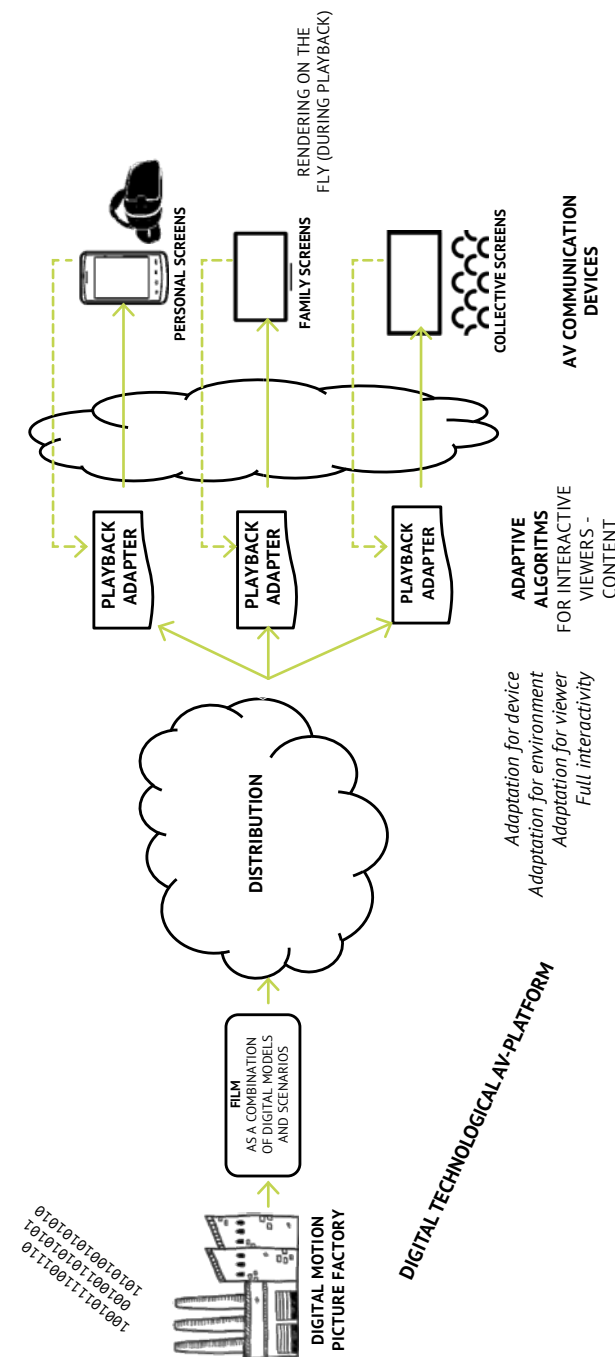 DIGITAL MOTION
PICTURE FACTORY
FILM
AS A COMBINATION
OF DIGITAL MODELS
AND SCENARIOS
DIGITAL TECHNOLOGICAL AV-PLATFORM
DISTRIBUTION
Adaptation for device
Adaptation for environment
Adaptation for viewer
Full interactivity
PLAYBACK
ADAPTER
PLAYBACK
ADAPTER
PLAYBACK
ADAPTER
ADAPTIVE
ALGORITMS
FOR INTERACTIVE
VIEWERS -
CONTENT
PERSONAL SCREENS
FAMILY SCREENS
COLLECTIVE SCREENS
RENDERING ON THE
FLY (DURING PLAYBACK)
AV COMMUNICATION
DEVICES